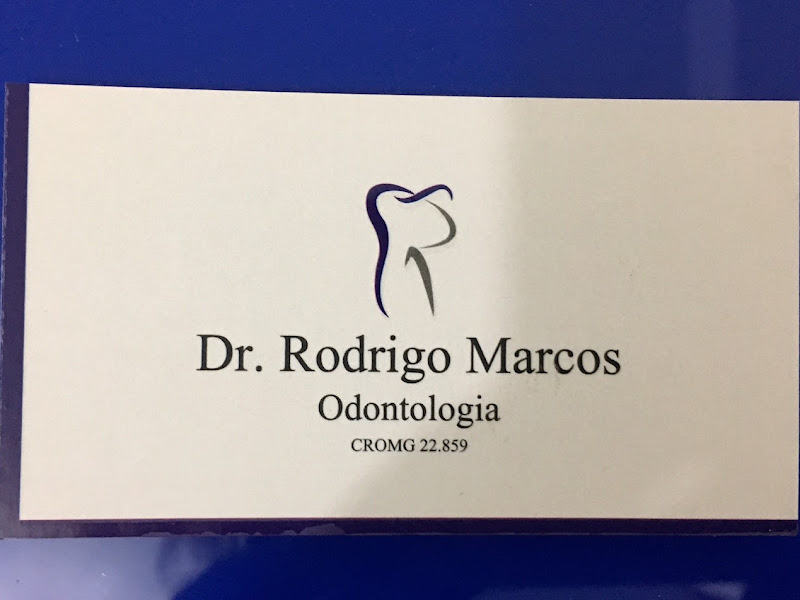 Dr. Rodrigo Marcos
Odontologia
CROMG 22.859